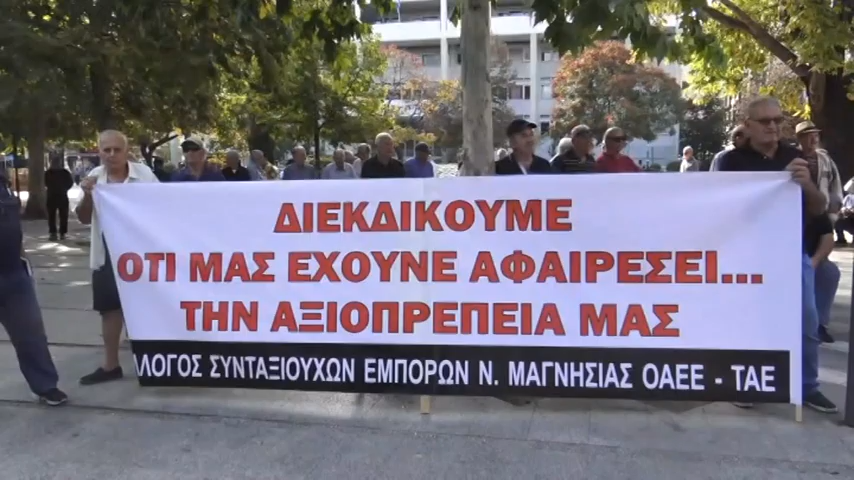 ΔΙΕΚΔΙΚΟΥΜΕ
ΟΤΙ ΜΑΣ ΕΧΟΥΝΕ ΑΦΑΙΡΕΣΕΙ...
ΤΗΝ ΑΞΙΟΠΡΕΠΕΙΑ ΜΑΣ
ΛΟΓΟΣ ΣΥΝΤΑΞΙΟΥΧΩΝ ΕΜΠΟΡΩΝ Ν. ΜΑΓΝΗΣΙΑΣ ΟΑΕΕ - ΤΑΕ